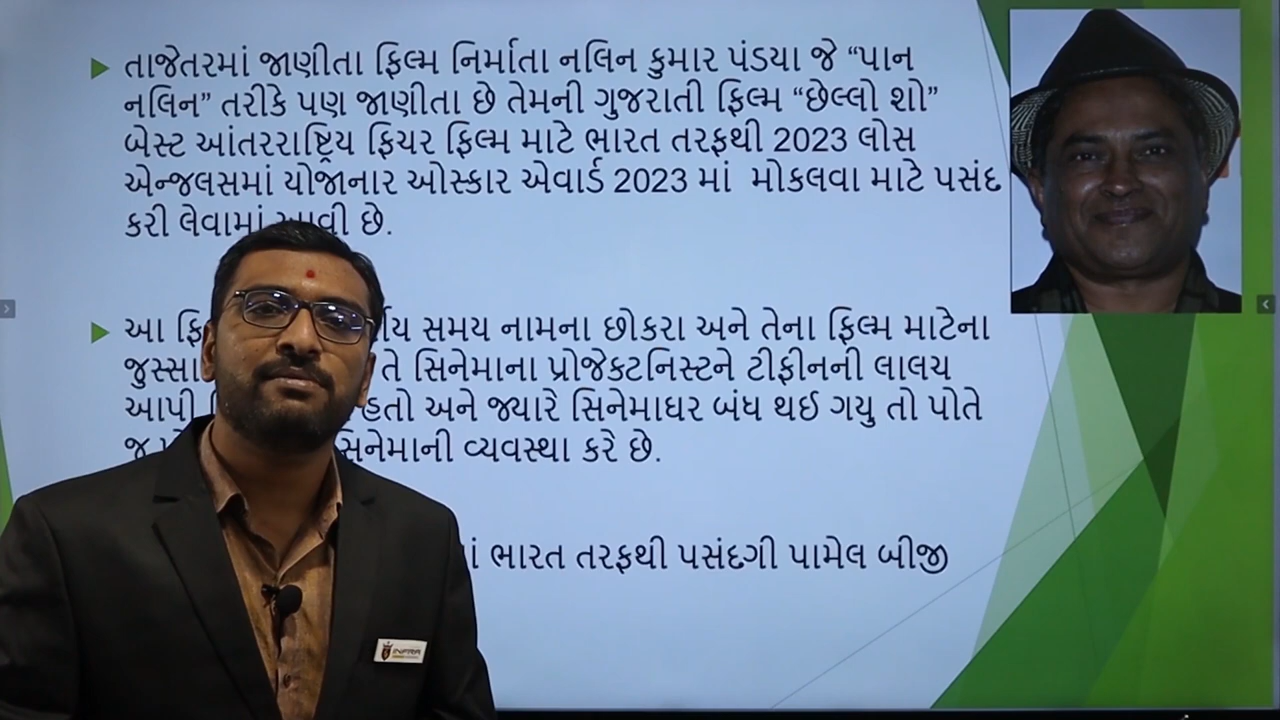 તાજેતરમાં જાણીતા ફિલ્મ નિર્માતા નલિન કુમાર પંડયા જે “પાન
નલિન” તરીકે પણ જાણીતા છે તેમની ગુજરાતી ફિલ્મ “છેલ્લો શો”
બેસ્ટ આંતરરાષ્ટ્રિય ફિચર ફિલ્મ માટે ભારત તરફથી 2023 લોસ
એન્જલસમાં યોજાનાર ઓસ્કાર એવાર્ડ 2023 માં મોકલવા માટે પસંદ
કરી લેવામાં આવી છે.
આ સમય નામના છોકરા અને તેના ફિલ્મ માટેના
જુસ્સા તે સિનેમાના પ્રોજેકટનિસ્ટને ટીફીનની લાલચ
આપી હતો અને જ્યારે સિનેમાઘર બંધ થઈ ગયુ તો પોતે
જ સિનેમાની વ્યવસ્થા કરે છે.
ભારત તરફથી પસંદગી પામેલ બીજી
INFRA